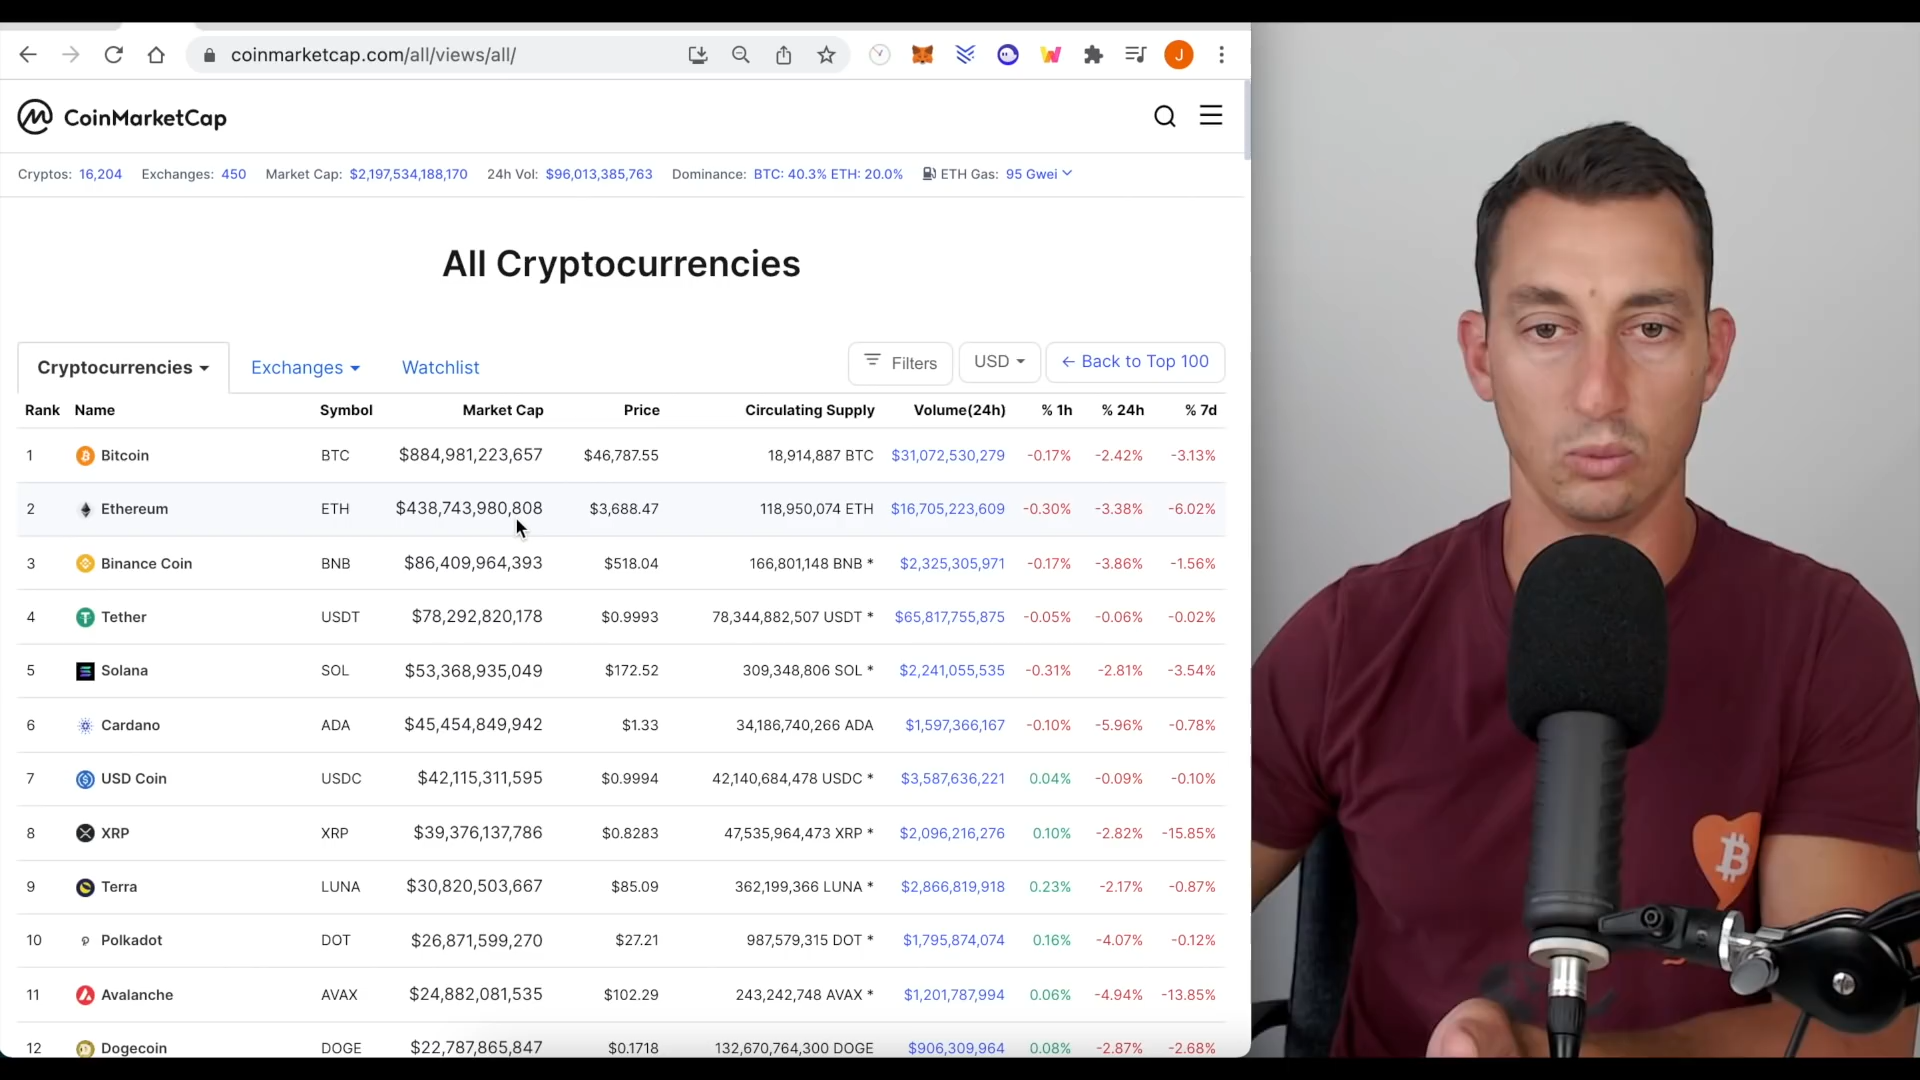 coinmarketcap.com/all/views/all/
J
CoinMarketCap
Cryptos: 16,204 Exchanges: 450 Market Cap: $2,197,534,188,170 24h Vol: $96,013,385,763 Dominance: BTC: 40.3% ETH: 20.0% ETH Gas: 95 Gwei
All Cryptocurrencies
Cryptocurrencies Exchanges Watchlist Filters USD ← Back to Top 100
Rank Name Symbol Market Cap Price Circulating Supply Volume(24h) % 1h % 24h % 7d
1 Bitcoin BTC $884,981,223,657 $46,787.55 18,914,887 BTC $31,072,530,279 -0.17% -2.42% -3.13%
2 Ethereum ETH $438,743,980,808 $3,688.47 118,950,074 ETH $16,705,223,609 -0.30% -3.38% -6.02%
3 Binance Coin BNB $86,409,964,393 $518.04 166,801,148 BNB * $2,325,305,971 -0.17% -3.86% -1.56%
4 Tether USDT $78,292,820,178 $0.9993 78,344,882,507 USDT * $65,817,755,875 -0.05% -0.06% -0.02%
5 Solana SOL $53,368,935,049 $172.52 309,348,806 SOL * $2,241,055,535 -0.31% -2.81% -3.54%
6 Cardano ADA $45,454,849,942 $1.33 34,186,740,266 ADA $1,597,366,167 -0.10% -5.96% -0.78%
7 USD Coin USDC $42,115,311,595 $0.9994 42,140,684,478 USDC * $3,587,636,221 0.04% -0.09% -0.10%
8 XRP XRP $39,376,137,786 $0.8283 47,535,964,473 XRP * $2,096,216,276 0.10% -2.82% -15.85%
9 Terra LUNA $30,820,503,667 $85.09 362,199,366 LUNA * $2,866,819,918 0.23% -2.17% -0.87%
10 Polkadot DOT $26,871,599,270 $27.21 987,579,315 DOT * $1,795,874,074 0.16% -4.07% -0.12%
11 Avalanche AVAX $24,882,081,535 $102.29 243,242,748 AVAX * $1,201,787,994 0.06% -4.94% -13.85%
12 Dogecoin DOGE $22,787,865,847 $0.1718 132,670,764,300 DOGE $906,309,964 0.08% -2.87% -2.68%